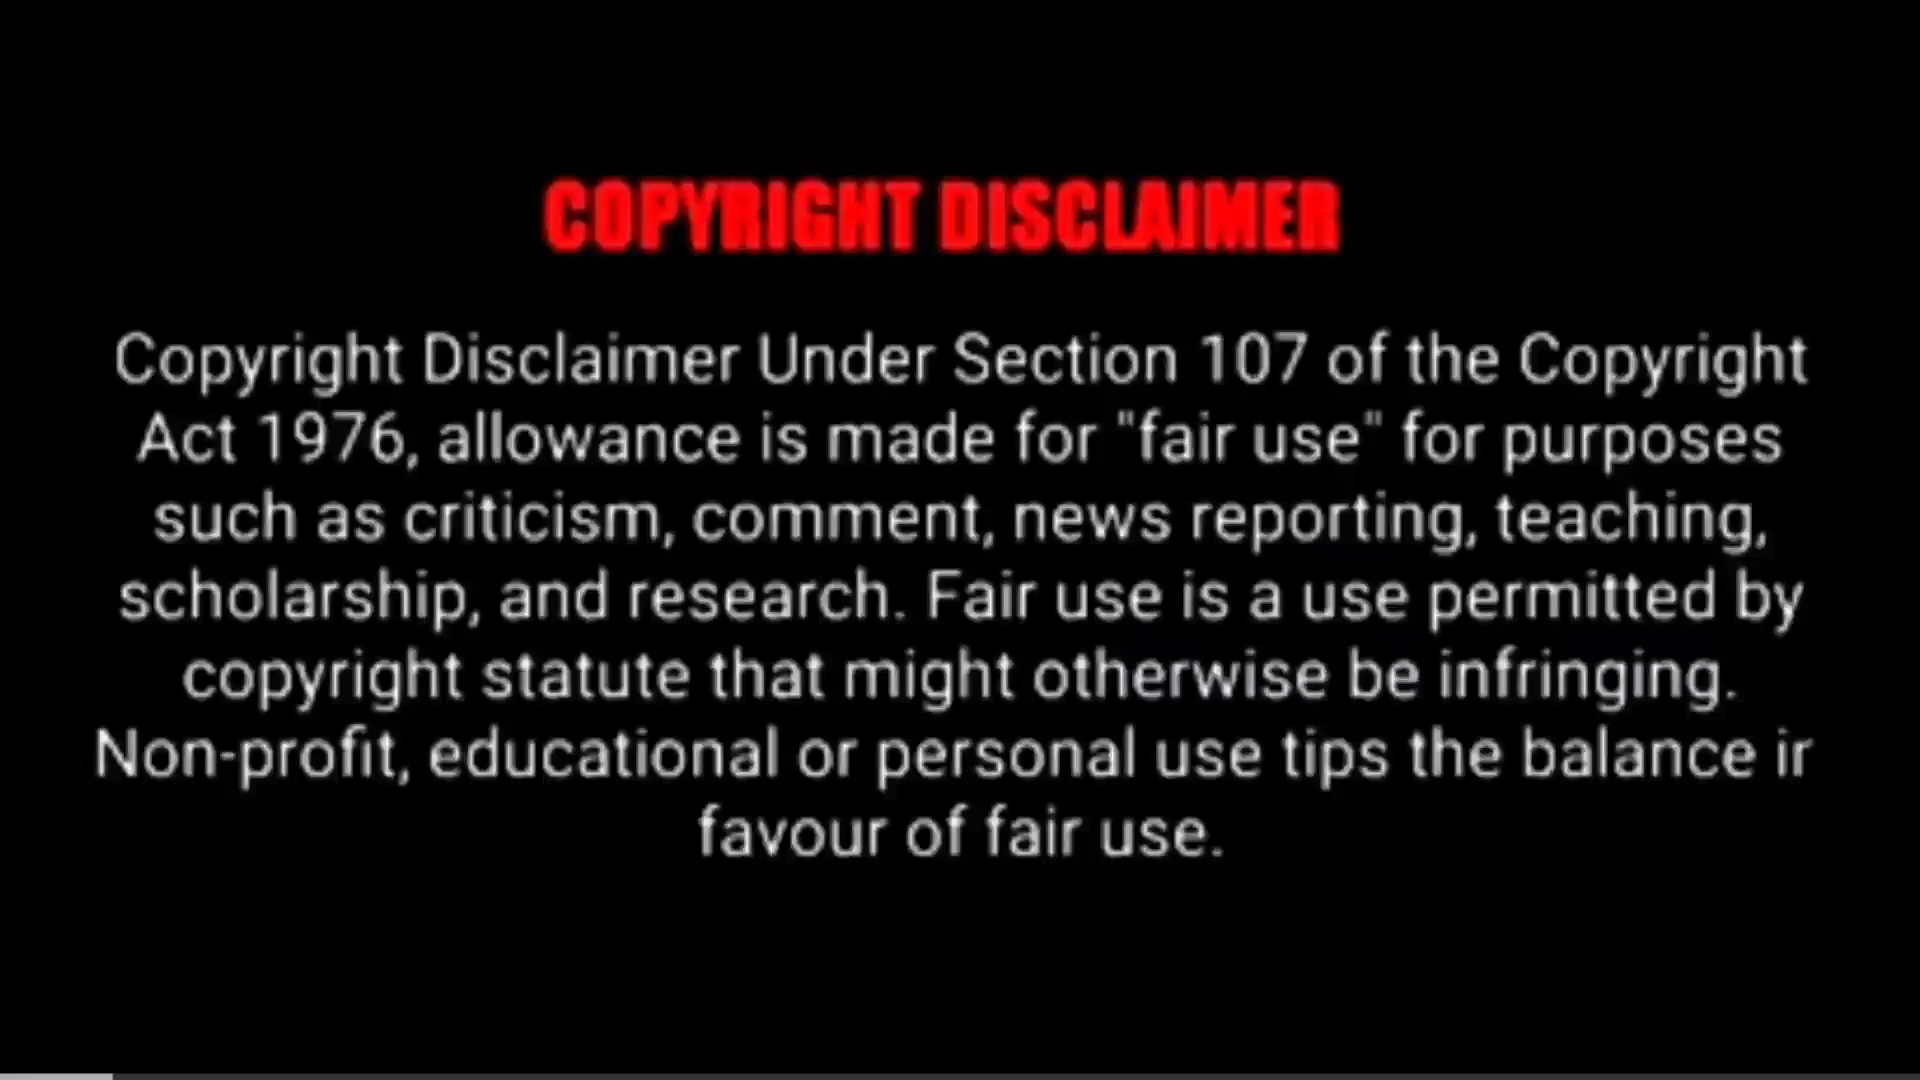 COPYRIGHT DISCLAIMER
Copyright Disclaimer Under Section 107 of the Copyright
Act 1976, allowance is made for "fair use" for purposes
such as criticism, comment, news reporting, teaching,
scholarship, and research. Fair use is a use permitted by
copyright statute that might otherwise be infringing.
Non-profit, educational or personal use tips the balance ir
favour of fair use.